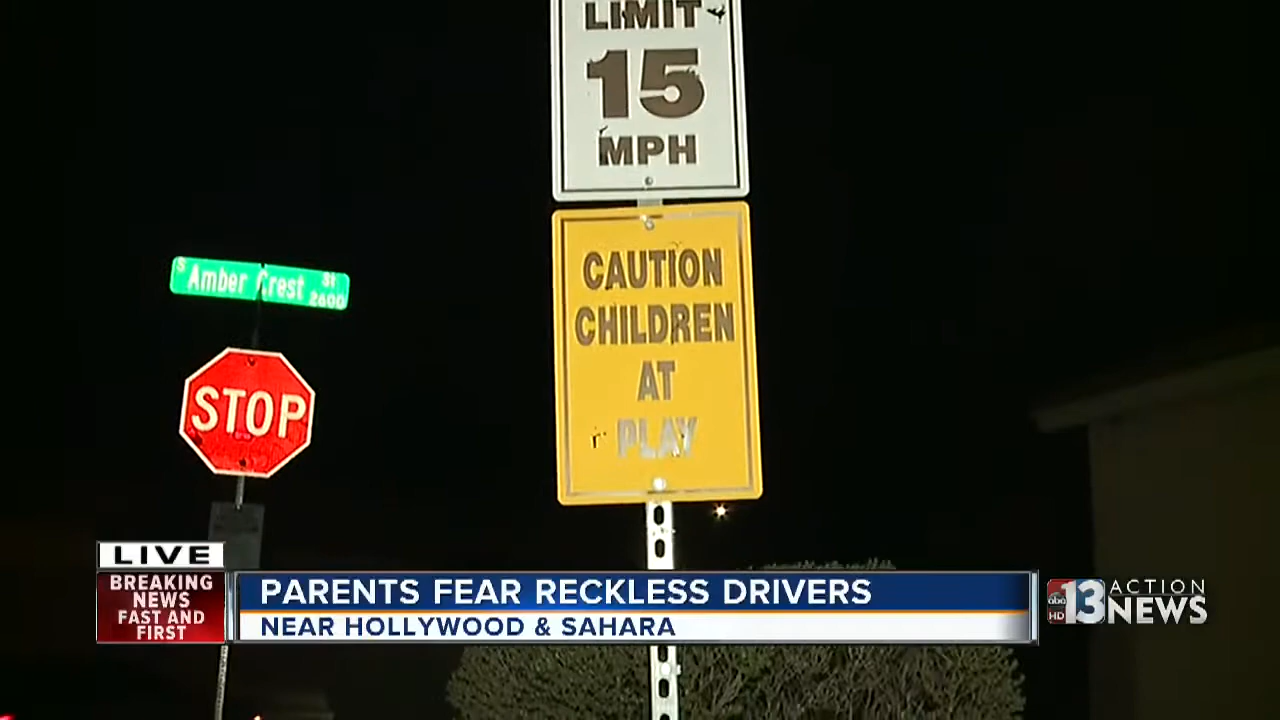 LIMIT
15
MPH
CAUTION
CHILDREN
AT
PLAY
S Amber Crest St
2600
STOP
LIVE
BREAKING
NEWS
FAST AND
FIRST
PARENTS FEAR RECKLESS DRIVERS
NEAR HOLLYWOOD & SAHARA
abc
HD
13
ACTION
NEWS